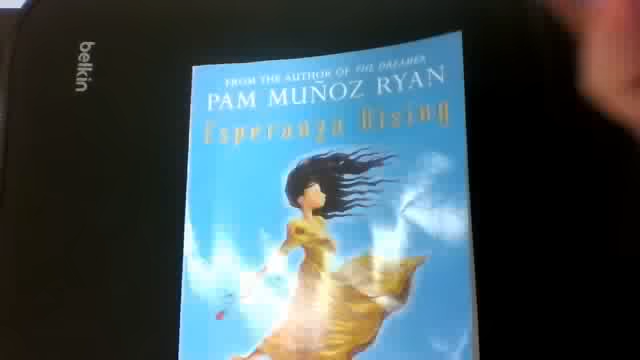 belkin
FROM THE AUTHOR OF THE DREAMER
PAM MUÑOZ RYAN
Esperanza Rising